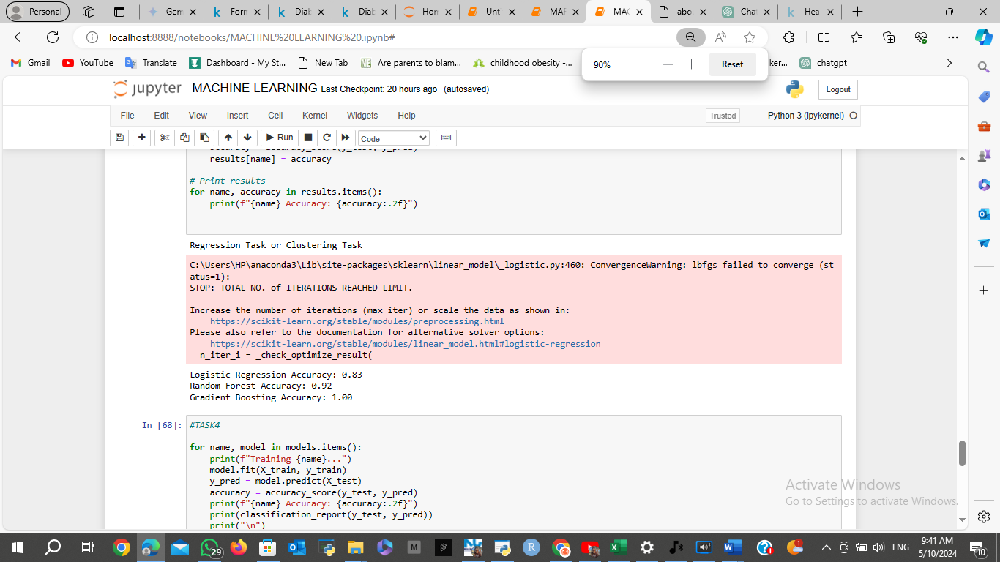 Personal
Gem
Forn
Diab
Diab
Hon
Unti
MAF
MAC
abo
Chat
Hea
localhost:8888/notebooks/MACHINE%20LEARNING%20.ipynb#
Gmail
YouTube
Translate
Dashboard - My St...
New Tab
Are parents to blam...
childhood obesity -...
ker...
chatgpt
90%
Reset
jupyter
MACHINE LEARNING Last Checkpoint: 20 hours ago (autosaved)
Logout
File Edit View Insert Cell Kernel Widgets Help
Trusted
Python 3 (ipykernel)
Run
Code
accuracy = accuracy_score(y_test, y_pred)
results[name] = accuracy
# Print results
for name, accuracy in results.items():
print(f"{name} Accuracy: {accuracy:.2f}")
Regression Task or Clustering Task
C:\Users\HP\anaconda3\Lib\site-packages\sklearn\linear_model\_logistic.py:460: ConvergenceWarning: lbfgs failed to converge (st
atus=1):
STOP: TOTAL NO. of ITERATIONS REACHED LIMIT.
Increase the number of iterations (max_iter) or scale the data as shown in:
https://scikit-learn.org/stable/modules/preprocessing.html
Please also refer to the documentation for alternative solver options:
https://scikit-learn.org/stable/modules/linear_model.html#logistic-regression
n_iter_i = _check_optimize_result(
Logistic Regression Accuracy: 0.83
Random Forest Accuracy: 0.92
Gradient Boosting Accuracy: 1.00
In [68]: #TASK4
for name, model in models.items():
print(f"Training {name}...")
model.fit(X_train, y_train)
y_pred = model.predict(X_test)
accuracy = accuracy_score(y_test, y_pred)
print(f"{name} Accuracy: {accuracy:.2f}")
print(classification_report(y_test, y_pred))
print("\n")
Activate Windows
Go to Settings to activate Windows.
29
ENG
9:41 AM
5/10/2024
10